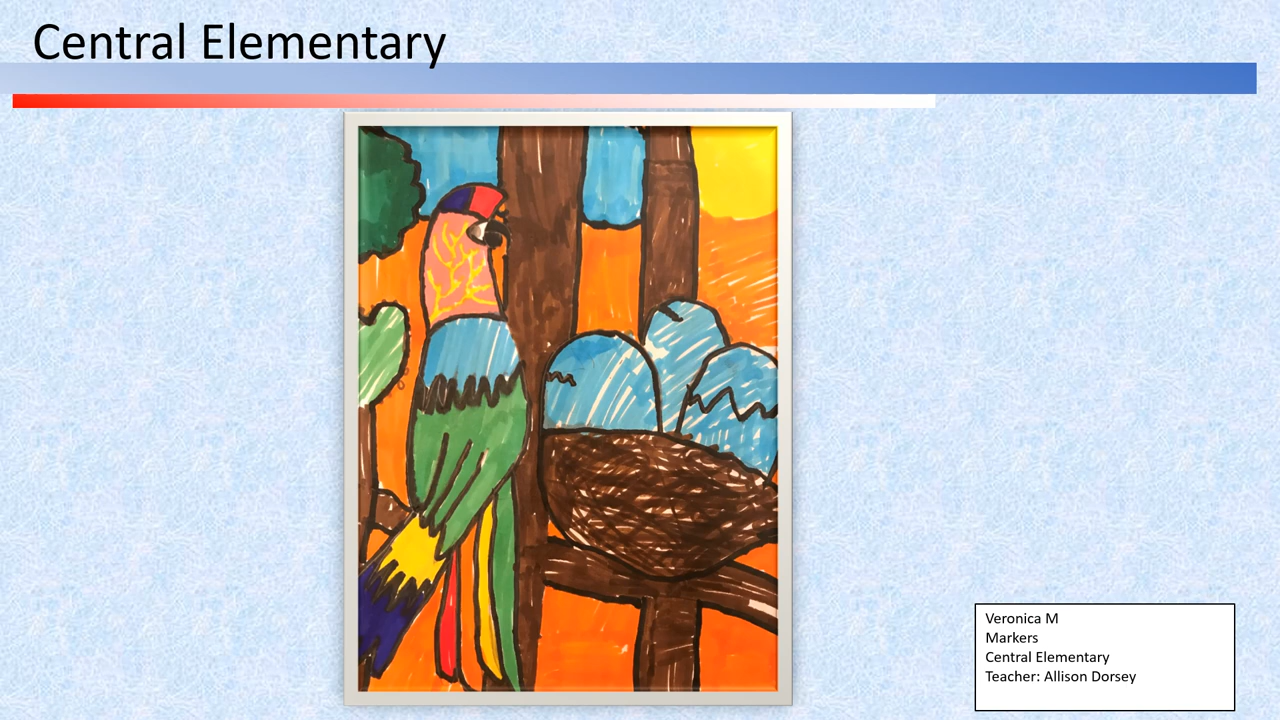 Central Elementary
Veronica M
Markers
Central Elementary
Teacher: Allison Dorsey